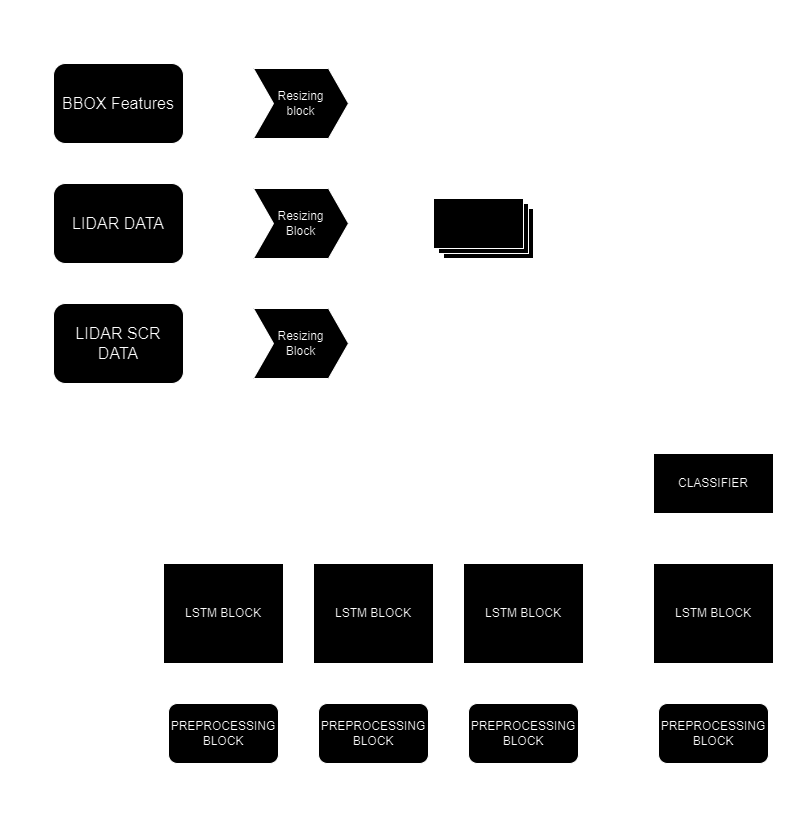 BBOX Features
Resizing
block
LIDAR DATA
Resizing
Block
LIDAR SCR
DATA
Resizing
Block
CLASSIFIER
LSTM BLOCK
LSTM BLOCK
LSTM BLOCK
LSTM BLOCK
PREPROCESSING
BLOCK
PREPROCESSING
BLOCK
PREPROCESSING
BLOCK
PREPROCESSING
BLOCK